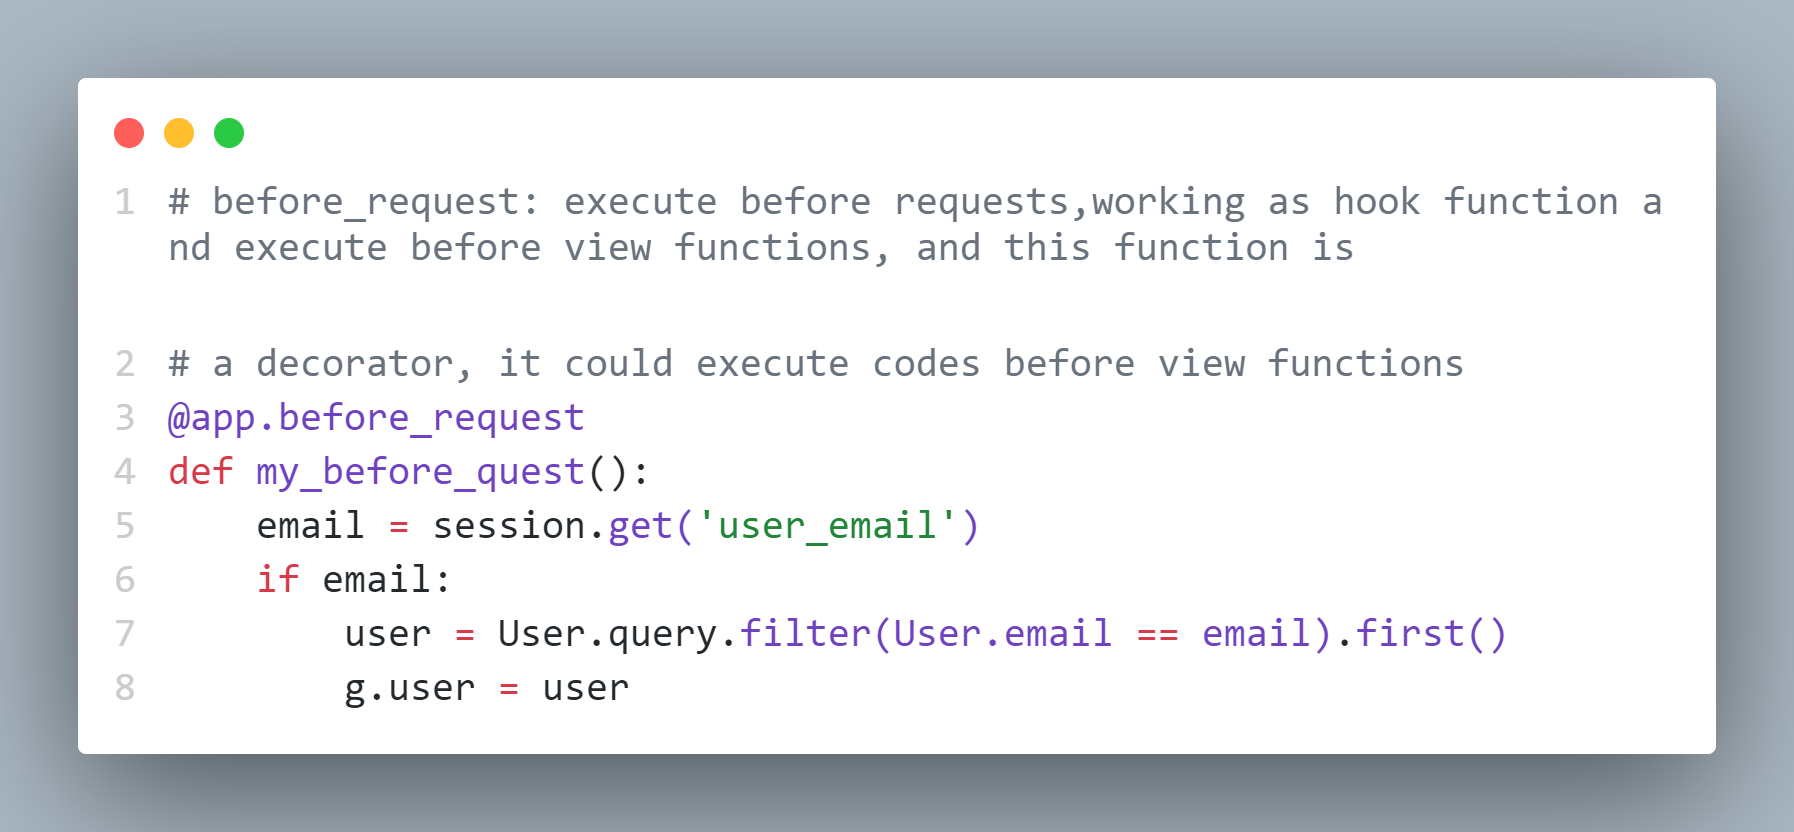 1 # before_request: execute before requests,working as hook function a
nd execute before view functions, and this function is
2 # a decorator, it could execute codes before view functions
3 @app.before_request
4 def my_before_quest():
5     email = session.get('user_email')
6     if email:
7         user = User.query.filter(User.email == email).first()
8         g.user = user